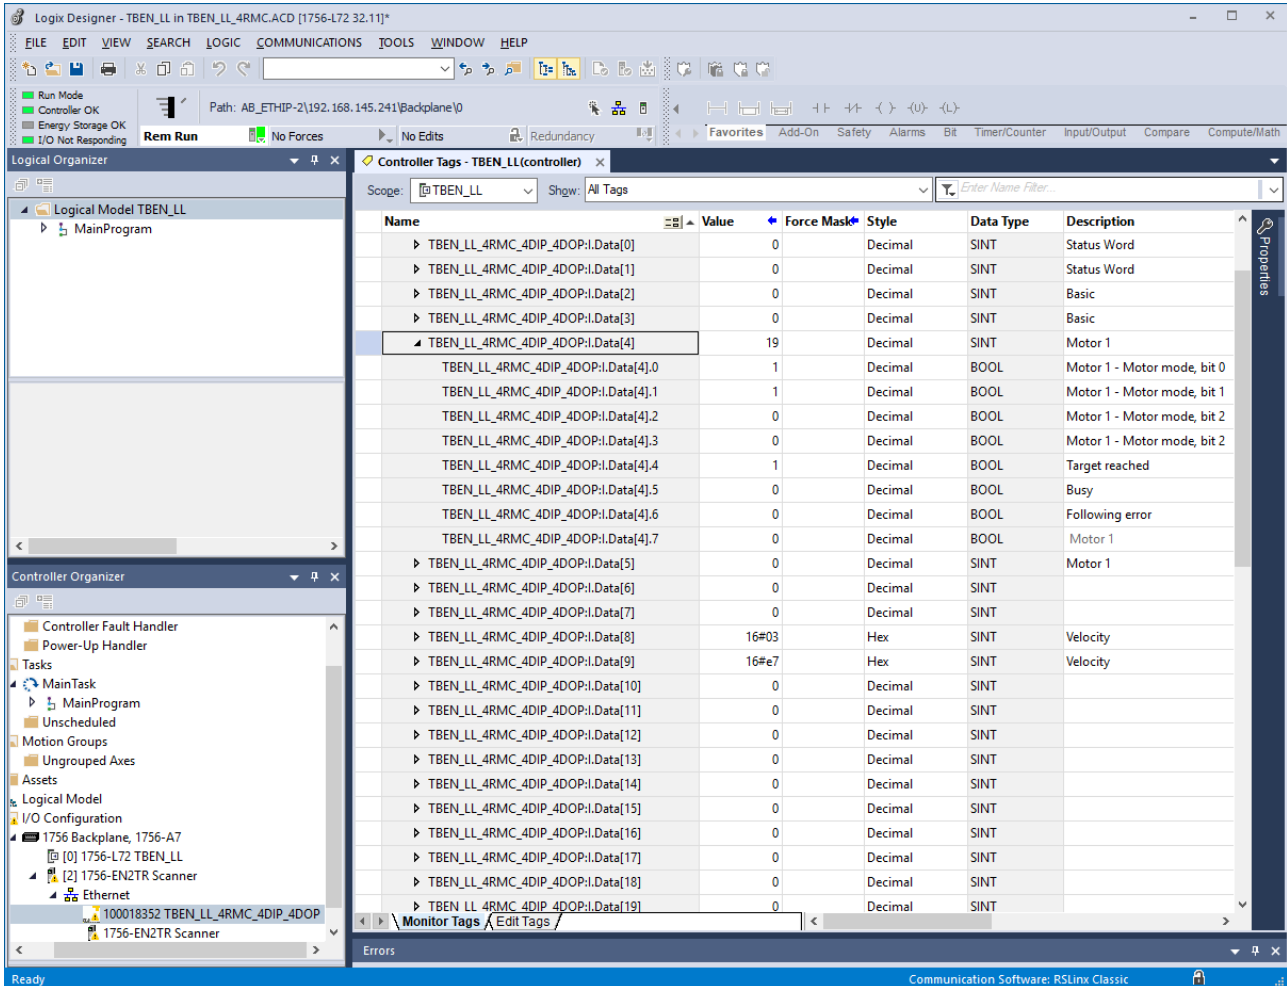 Logix Designer - TBEN_LL in TBEN_LL_4RMC.ACD [1756-L72 32.11]*
FILE EDIT VIEW SEARCH LOGIC COMMUNICATIONS TOOLS WINDOW HELP
Run Mode
Controller OK
Energy Storage OK
I/O Not Responding
Path: AB_ETHIP-2\192.168.145.241\Backplane\0
Rem Run No Forces No Edits Redundancy
Favorites Add-On Safety Alarms Bit Timer/Counter Input/Output Compare Compute/Math
Logical Organizer
Logical Model TBEN_LL
MainProgram
Controller Organizer
Controller Fault Handler
Power-Up Handler
Tasks
MainTask
MainProgram
Unscheduled
Motion Groups
Ungrouped Axes
Assets
Logical Model
I/O Configuration
1756 Backplane, 1756-A7
[0] 1756-L72 TBEN_LL
[2] 1756-EN2TR Scanner
Ethernet
100018352 TBEN_LL_4RMC_4DIP_4DOP
1756-EN2TR Scanner
Controller Tags - TBEN_LL(controller)
Scope: TBEN_LL Show: All Tags Enter Name Filter...
Name Value Force Mask Style Data Type Description
TBEN_LL_4RMC_4DIP_4DOP:I.Data[0] 0 Decimal SINT Status Word
TBEN_LL_4RMC_4DIP_4DOP:I.Data[1] 0 Decimal SINT Status Word
TBEN_LL_4RMC_4DIP_4DOP:I.Data[2] 0 Decimal SINT Basic
TBEN_LL_4RMC_4DIP_4DOP:I.Data[3] 0 Decimal SINT Basic
TBEN_LL_4RMC_4DIP_4DOP:I.Data[4] 19 Decimal SINT Motor 1
TBEN_LL_4RMC_4DIP_4DOP:I.Data[4].0 1 Decimal BOOL Motor 1 - Motor mode, bit 0
TBEN_LL_4RMC_4DIP_4DOP:I.Data[4].1 1 Decimal BOOL Motor 1 - Motor mode, bit 1
TBEN_LL_4RMC_4DIP_4DOP:I.Data[4].2 0 Decimal BOOL Motor 1 - Motor mode, bit 2
TBEN_LL_4RMC_4DIP_4DOP:I.Data[4].3 0 Decimal BOOL Motor 1 - Motor mode, bit 2
TBEN_LL_4RMC_4DIP_4DOP:I.Data[4].4 1 Decimal BOOL Target reached
TBEN_LL_4RMC_4DIP_4DOP:I.Data[4].5 0 Decimal BOOL Busy
TBEN_LL_4RMC_4DIP_4DOP:I.Data[4].6 0 Decimal BOOL Following error
TBEN_LL_4RMC_4DIP_4DOP:I.Data[4].7 0 Decimal BOOL Motor 1
TBEN_LL_4RMC_4DIP_4DOP:I.Data[5] 0 Decimal SINT Motor 1
TBEN_LL_4RMC_4DIP_4DOP:I.Data[6] 0 Decimal SINT
TBEN_LL_4RMC_4DIP_4DOP:I.Data[7] 0 Decimal SINT
TBEN_LL_4RMC_4DIP_4DOP:I.Data[8] 16#03 Hex SINT Velocity
TBEN_LL_4RMC_4DIP_4DOP:I.Data[9] 16#e7 Hex SINT Velocity
TBEN_LL_4RMC_4DIP_4DOP:I.Data[10] 0 Decimal SINT
TBEN_LL_4RMC_4DIP_4DOP:I.Data[11] 0 Decimal SINT
TBEN_LL_4RMC_4DIP_4DOP:I.Data[12] 0 Decimal SINT
TBEN_LL_4RMC_4DIP_4DOP:I.Data[13] 0 Decimal SINT
TBEN_LL_4RMC_4DIP_4DOP:I.Data[14] 0 Decimal SINT
TBEN_LL_4RMC_4DIP_4DOP:I.Data[15] 0 Decimal SINT
TBEN_LL_4RMC_4DIP_4DOP:I.Data[16] 0 Decimal SINT
TBEN_LL_4RMC_4DIP_4DOP:I.Data[17] 0 Decimal SINT
TBEN_LL_4RMC_4DIP_4DOP:I.Data[18] 0 Decimal SINT
TBEN_LL_4RMC_4DIP_4DOP:I.Data[19] 0 Decimal SINT
Monitor Tags Edit Tags
Properties
Errors
Ready Communication Software: RSLinx Classic